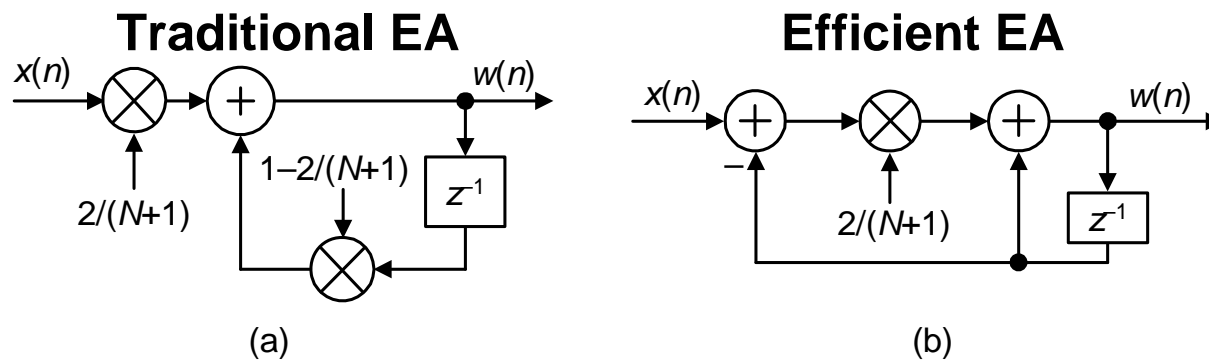 Traditional EA
x(n)
+
w(n)
1–2/(N+1)
z⁻¹
2/(N+1)
(a)
Efficient EA
x(n)
+
+
w(n)
–
2/(N+1)
z⁻¹
(b)